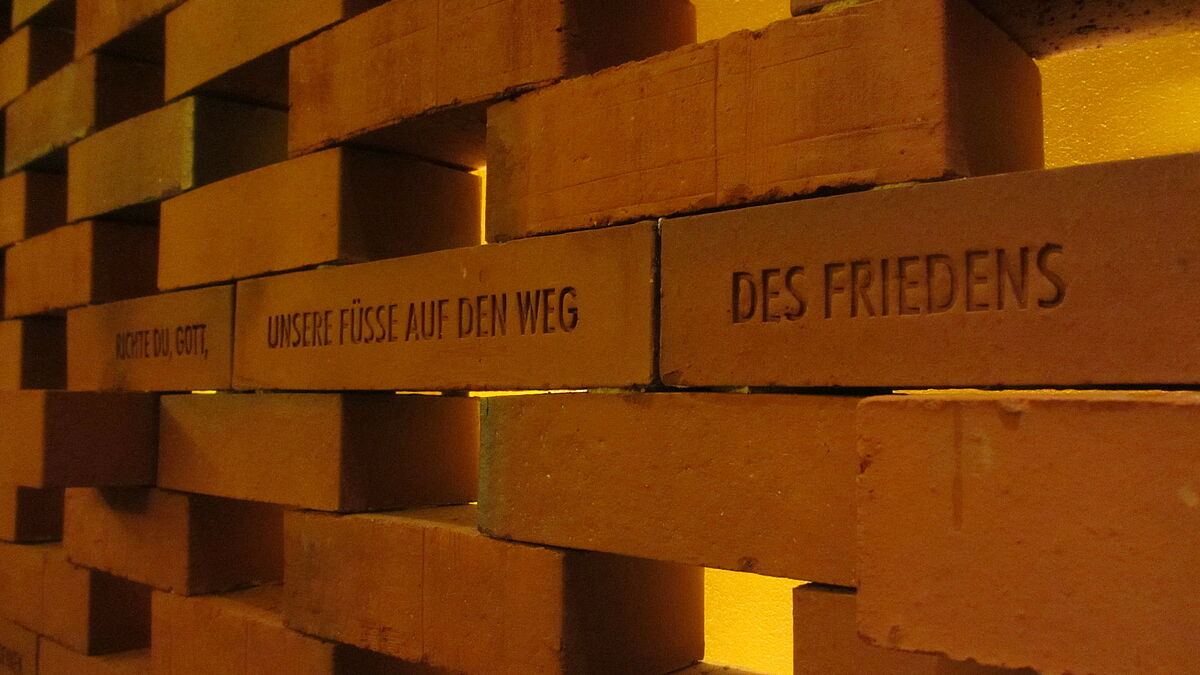 RICHTE DU, GOTT, UNSERE FÜSSE AUF DEN WEG DES FRIEDENS